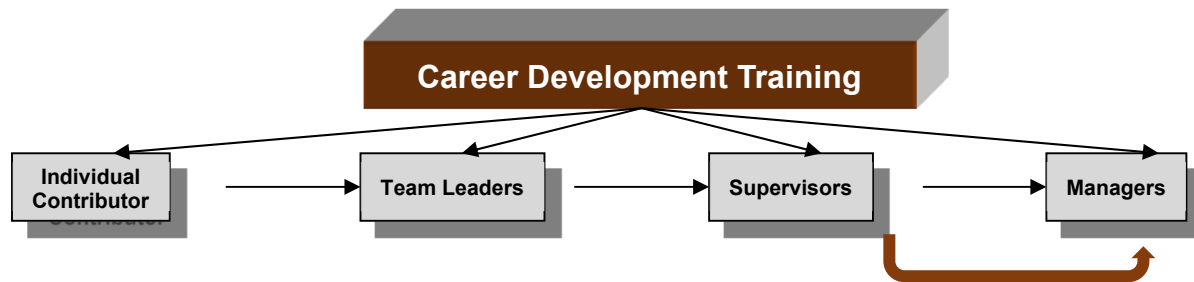 Career Development Training
Individual
Contributor
Team Leaders
Supervisors
Managers